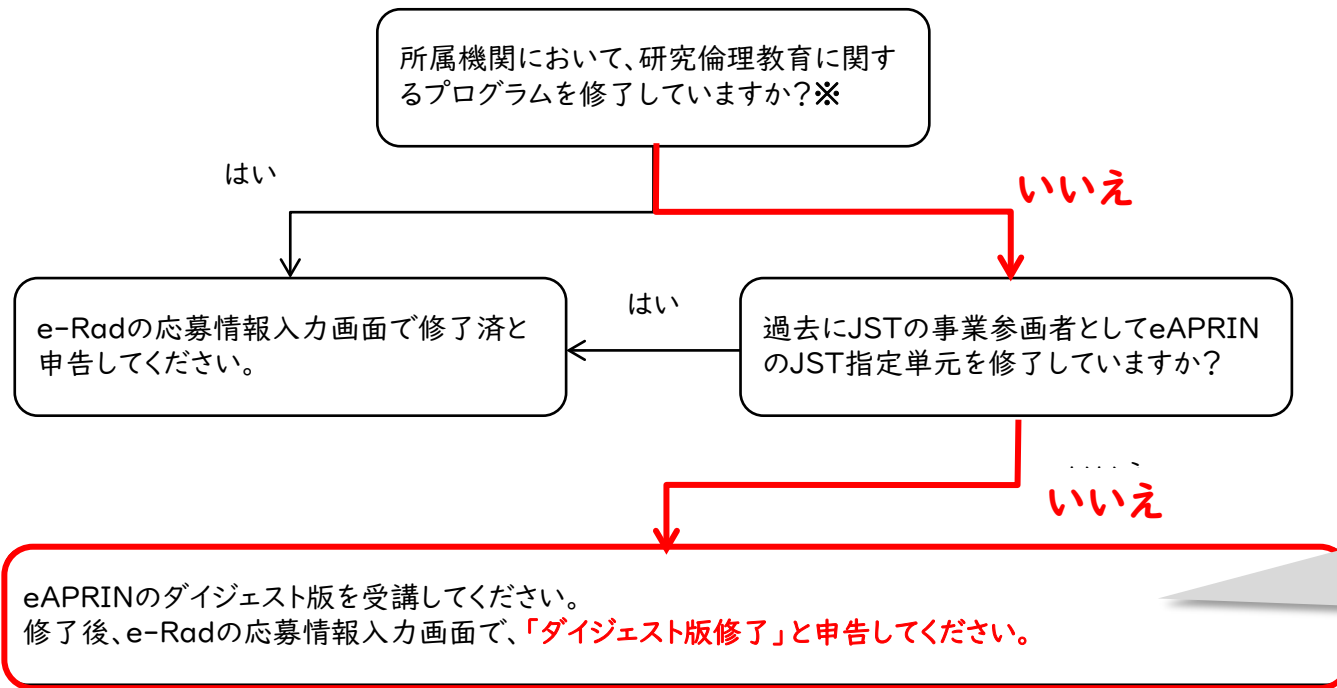 所属機関において、研究倫理教育に関す
るプログラムを修了していますか?※
はい
いいえ
e-Radの応募情報入力画面で修了済と
申告してください。
はい
過去にJSTの事業参画者としてeAPRIN
のJST指定単元を修了していますか?
いいえ
eAPRINのダイジェスト版を受講してください。
修了後、e-Radの応募情報入力画面で、「ダイジェスト版修了」と申告してください。